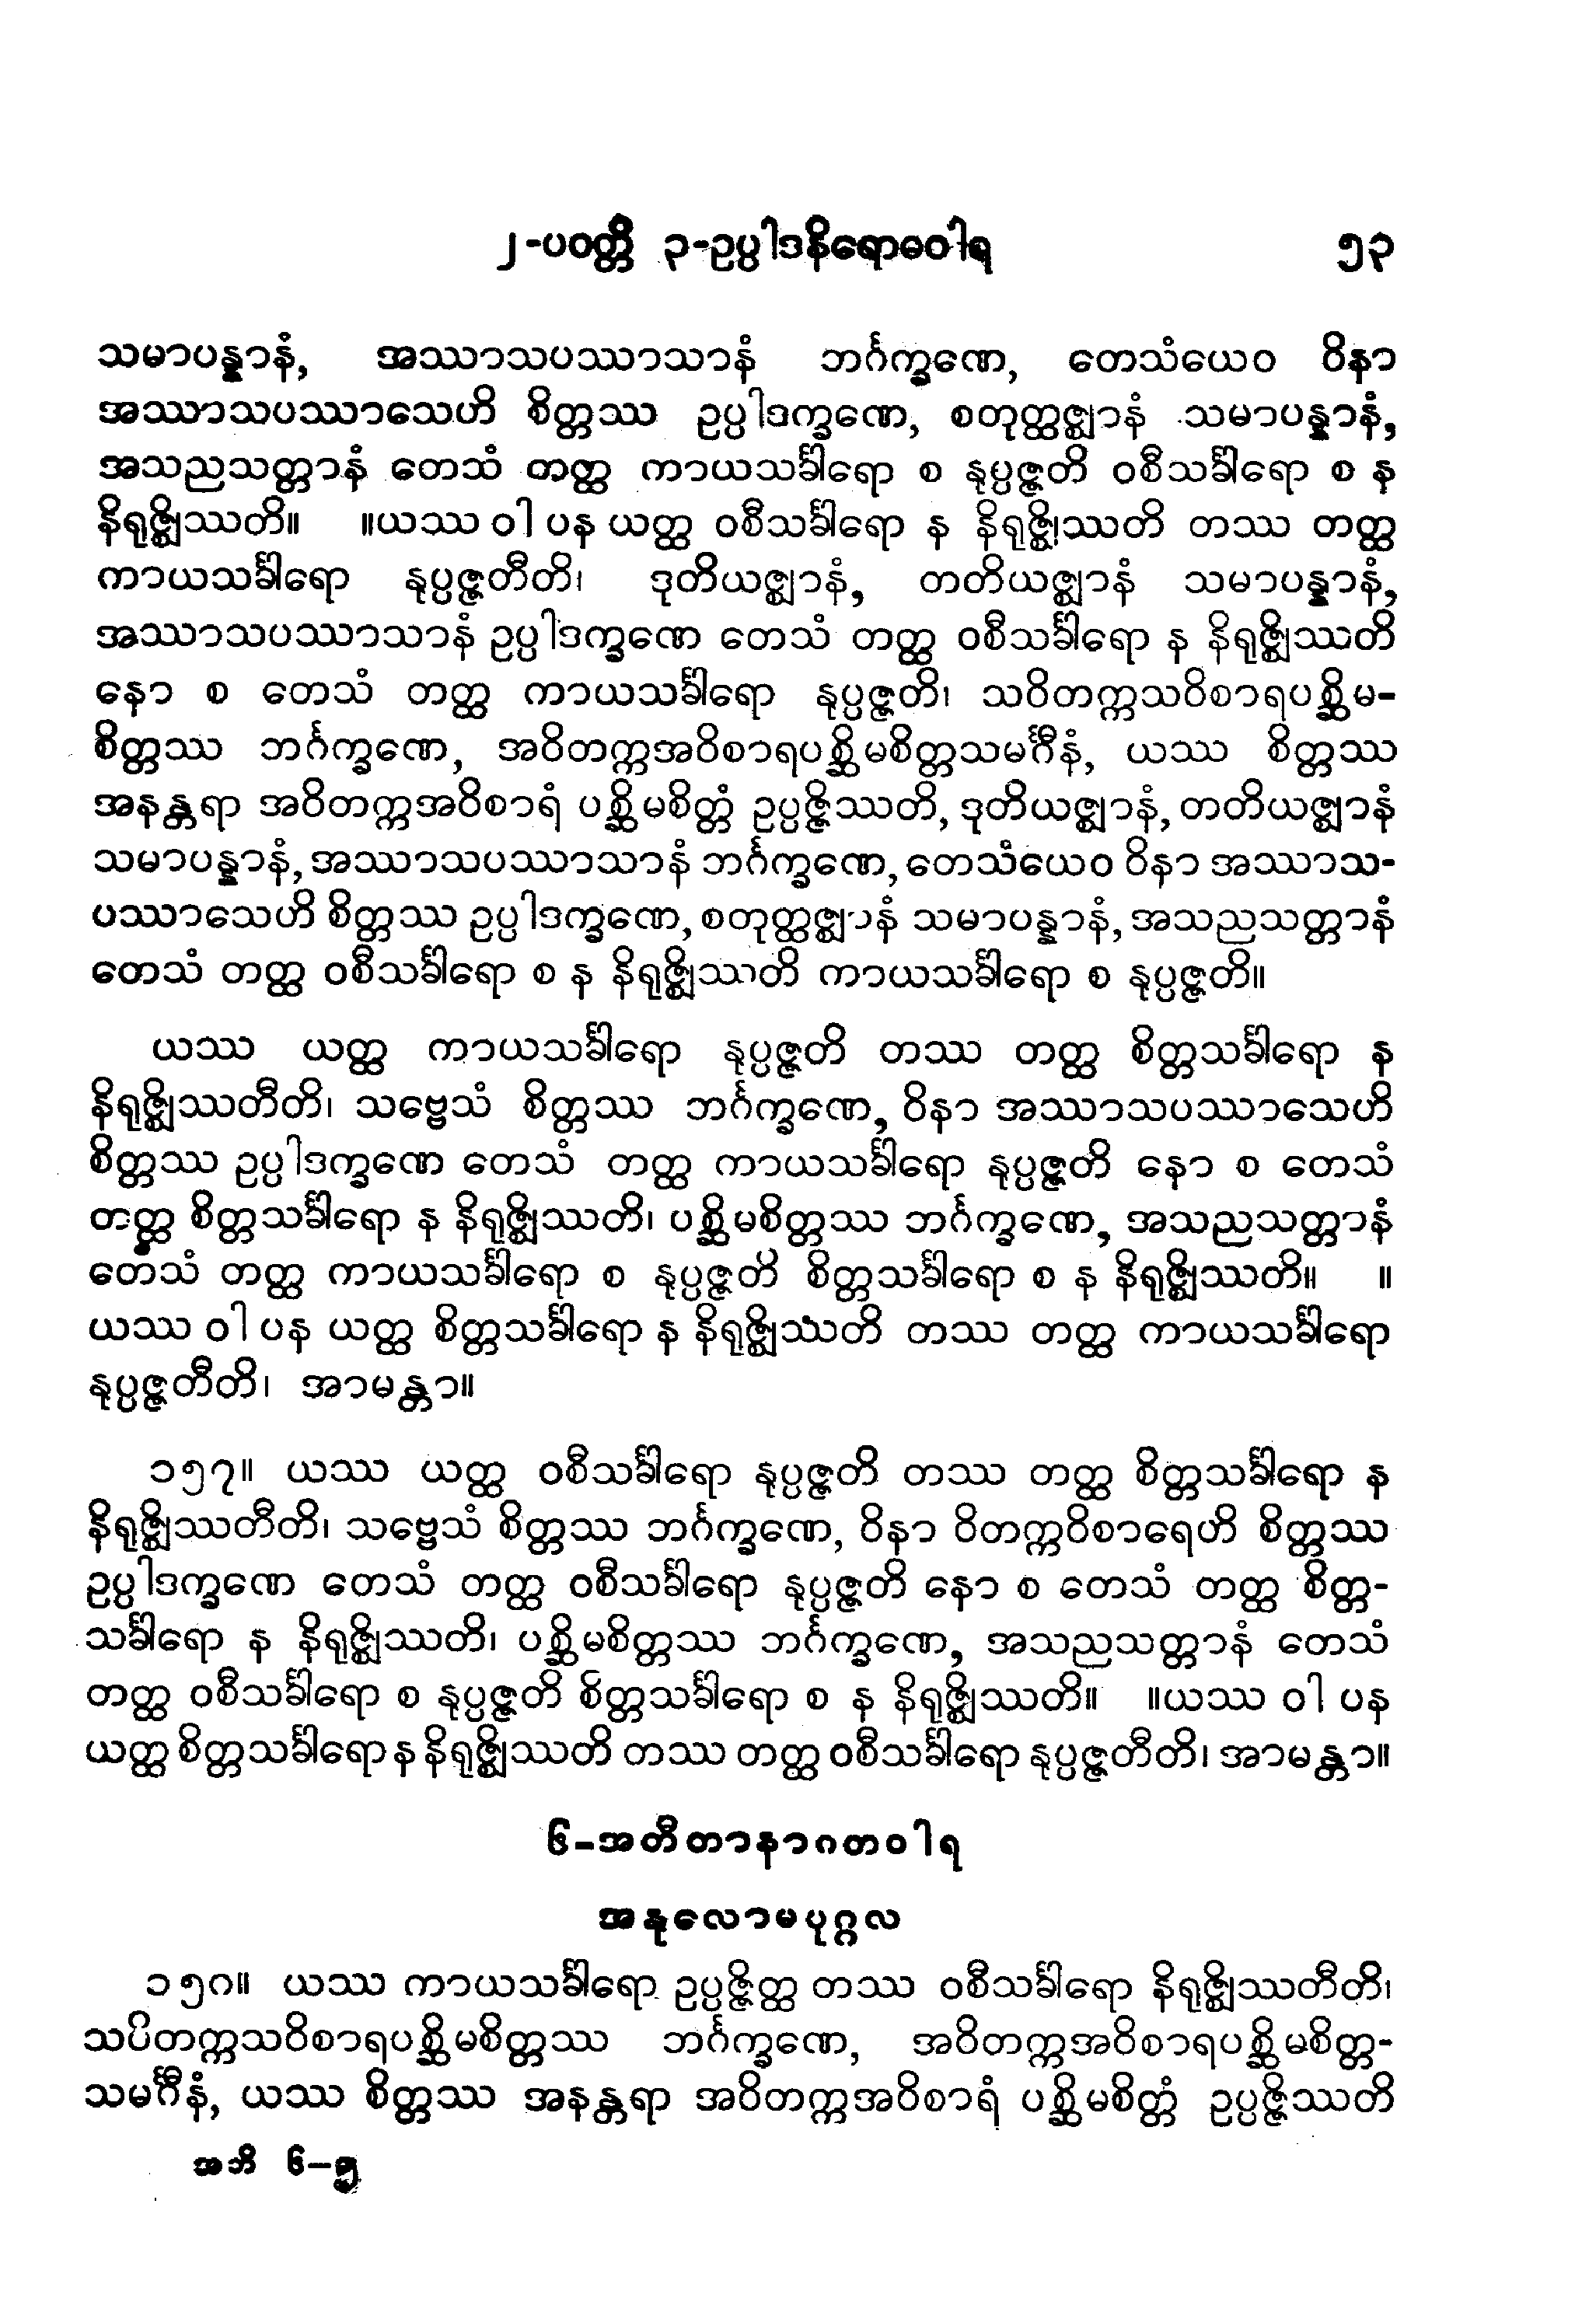 ၂-ပဝတ္တိ ၃-ဥပ္ပါဒနိရောဓဝါရ ၅၃
သမာပန္နာနံ, အဿာသပဿာသာနံ ဘင်္ဂက္ခဏေ, တေသံယေဝ ဝိနာ
အဿာသပဿာသေဟိ စိတ္တဿ ဥပ္ပါဒက္ခဏေ, စတုတ္ထဇ္ဈာနံ သမာပန္နာနံ,
အသညသတ္တာနံ တေသံ တတ္ထ ကာယသင်္ခါရော စ နုပ္ပဇ္ဇတိ ဝစီသင်္ခါရော စ န
နိရုဇ္ဈိဿတိ။ ။ယဿ ဝါ ပန ယတ္ထ ဝစီသင်္ခါရော န နိရုဇ္ဈိဿတိ တဿ တတ္ထ
ကာယသင်္ခါရော နုပ္ပဇ္ဇတီတိ၊ ဒုတိယဇ္ဈာနံ, တတိယဇ္ဈာနံ သမာပန္နာနံ,
အဿာသပဿာသာနံ ဥပ္ပါဒက္ခဏေ တေသံ တတ္ထ ဝစီသင်္ခါရော န နိရုဇ္ဈိဿတိ
နော စ တေသံ တတ္ထ ကာယသင်္ခါရော နုပ္ပဇ္ဇတိ၊ သဝိတက္ကသဝိစာရပစ္ဆိမ-
စိတ္တဿ ဘင်္ဂက္ခဏေ, အဝိတက္ကအဝိစာရပစ္ဆိမစိတ္တသမင်္ဂီနံ, ယဿ စိတ္တဿ
အနန္တရာ အဝိတက္ကအဝိစာရံ ပစ္ဆိမစိတ္တံ ဥပ္ပဇ္ဇိဿတိ, ဒုတိယဇ္ဈာနံ, တတိယဇ္ဈာနံ
သမာပန္နာနံ, အဿာသပဿာသာနံ ဘင်္ဂက္ခဏေ, တေသံယေဝ ဝိနာ အဿာသ-
ပဿာသေဟိ စိတ္တဿ ဥပ္ပါဒက္ခဏေ, စတုတ္ထဇ္ဈာနံ သမာပန္နာနံ, အသညသတ္တာနံ
တေသံ တတ္ထ ဝစီသင်္ခါရော စ န နိရုဇ္ဈိဿတိ ကာယသင်္ခါရော စ နုပ္ပဇ္ဇတိ။
ယဿ ယတ္ထ ကာယသင်္ခါရော နုပ္ပဇ္ဇတိ တဿ တတ္ထ စိတ္တသင်္ခါရော န
နိရုဇ္ဈိဿတီတိ၊ သဗ္ဗေသံ စိတ္တဿ ဘင်္ဂက္ခဏေ, ဝိနာ အဿာသပဿာသေဟိ
စိတ္တဿ ဥပ္ပါဒက္ခဏေ တေသံ တတ္ထ ကာယသင်္ခါရော နုပ္ပဇ္ဇတိ နော စ တေသံ
တတ္ထ စိတ္တသင်္ခါရော န နိရုဇ္ဈိဿတိ၊ ပစ္ဆိမစိတ္တဿ ဘင်္ဂက္ခဏေ, အသညသတ္တာနံ
တေသံ တတ္ထ ကာယသင်္ခါရော စ နုပ္ပဇ္ဇတိ စိတ္တသင်္ခါရော စ န နိရုဇ္ဈိဿတိ။ ။
ယဿ ဝါ ပန ယတ္ထ စိတ္တသင်္ခါရော န နိရုဇ္ဈိဿတိ တဿ တတ္ထ ကာယသင်္ခါရော
နုပ္ပဇ္ဇတီတိ၊ အာမန္တာ။
၁၅၇။ ယဿ ယတ္ထ ဝစီသင်္ခါရော နုပ္ပဇ္ဇတိ တဿ တတ္ထ စိတ္တသင်္ခါရော န
နိရုဇ္ဈိဿတီတိ၊ သဗ္ဗေသံ စိတ္တဿ ဘင်္ဂက္ခဏေ, ဝိနာ ဝိတက္ကဝိစာရေဟိ စိတ္တဿ
ဥပ္ပါဒက္ခဏေ တေသံ တတ္ထ ဝစီသင်္ခါရော နုပ္ပဇ္ဇတိ နော စ တေသံ တတ္ထ စိတ္တ-
သင်္ခါရော န နိရုဇ္ဈိဿတိ၊ ပစ္ဆိမစိတ္တဿ ဘင်္ဂက္ခဏေ, အသညသတ္တာနံ တေသံ
တတ္ထ ဝစီသင်္ခါရော စ နုပ္ပဇ္ဇတိ စိတ္တသင်္ခါရော စ န နိရုဇ္ဈိဿတိ။ ။ယဿ ဝါ ပန
ယတ္ထ စိတ္တသင်္ခါရော န နိရုဇ္ဈိဿတိ တဿ တတ္ထ ဝစီသင်္ခါရော နုပ္ပဇ္ဇတီတိ၊ အာမန္တာ။
၆-အတီတာနာဂတဝါရ
အနုလောမပုဂ္ဂလ
၁၅၈။ ယဿ ကာယသင်္ခါရော ဥပ္ပဇ္ဇိတ္ထ တဿ ဝစီသင်္ခါရော နိရုဇ္ဈိဿတီတိ၊
သဝိတက္ကသဝိစာရပစ္ဆိမစိတ္တဿ ဘင်္ဂက္ခဏေ, အဝိတက္ကအဝိစာရပစ္ဆိမစိတ္တ-
သမင်္ဂီနံ, ယဿ စိတ္တဿ အနန္တရာ အဝိတက္ကအဝိစာရံ ပစ္ဆိမစိတ္တံ ဥပ္ပဇ္ဇိဿတိ
အဘိ ၆-၅